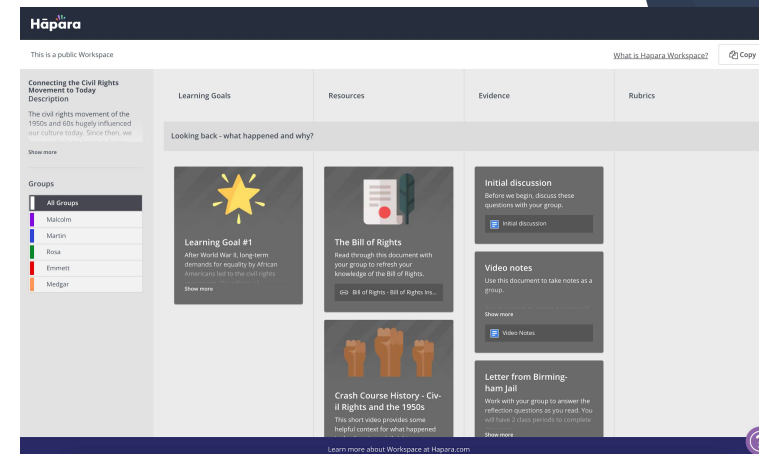 Hāpara
This is a public Workspace
What is Hapara Workspace?
Copy
Connecting the Civil Rights
Movement to Today
Description
The civil rights movement of the
1950s and 60s hugely influenced
our culture today. Since then, we
Show more
Groups
All Groups
Malcolm
Martin
Rosa
Emmett
Medgar
Learning Goals
Resources
Evidence
Rubrics
Looking back - what happened and why?
Learning Goal #1
After World War II, long-term
demands for equality by African
Americans led to the civil rights
Show more
The Bill of Rights
Read through this document with
your group to refresh your
knowledge of the Bill of Rights.
Bill of Rights - Bill of Rights Ins...
Crash Course History - Civ-
il Rights and the 1950s
This short video provides some
helpful context for what happened
Initial discussion
Before we begin, discuss these
questions with your group.
Initial discussion
Video notes
Use this document to take notes as a
group.
Show more
Video Notes
Letter from Birming-
ham Jail
Work with your group to answer the
reflection questions as you read. You
will have 2 class periods to complete
Show more
Learn more about Workspace at Hapara.com
?